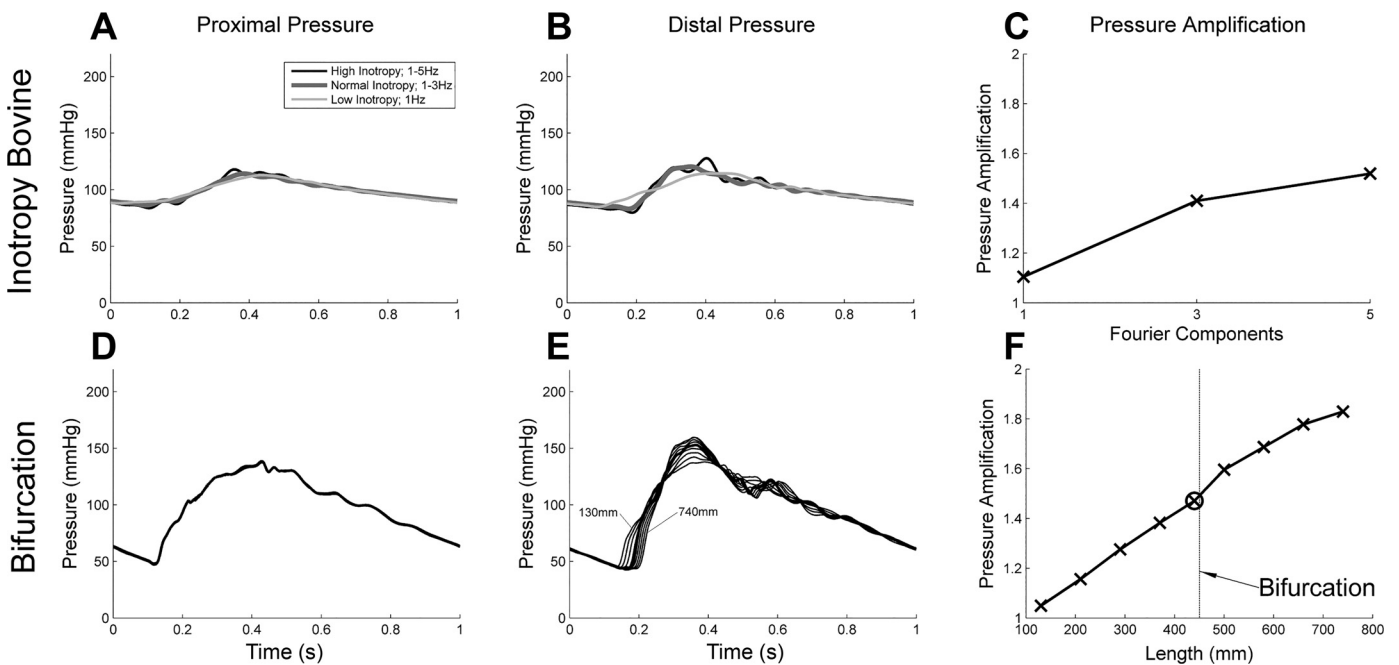 A
Proximal Pressure
B
Distal Pressure
C
Pressure Amplification
Inotropy Bovine
Pressure (mmHg)
200
150
100
50
0
0 0.2 0.4 0.6 0.8 1
High Inotropy; 1-5Hz
Normal Inotropy; 1-3Hz
Low Inotropy; 1Hz
Pressure (mmHg)
200
150
100
50
0
0 0.2 0.4 0.6 0.8 1
Pressure Amplification
2
1.8
1.6
1.4
1.2
1
1 3 5
Fourier Components
D
E
F
Bifurcation
Pressure (mmHg)
200
150
100
50
0
0 0.2 0.4 0.6 0.8 1
Time (s)
Pressure (mmHg)
200
150
100
50
0
130mm
740mm
0 0.2 0.4 0.6 0.8 1
Time (s)
Pressure Amplification
2
1.8
1.6
1.4
1.2
1
Bifurcation
100 200 300 400 500 600 700 800
Length (mm)